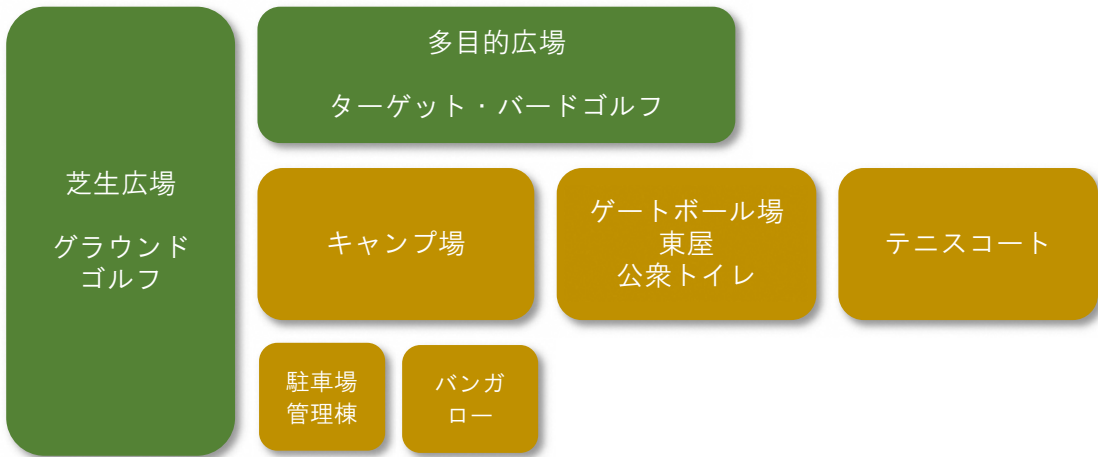 芝生広場
グラウンド
ゴルフ
多目的広場
ターゲット・バードゴルフ
キャンプ場
ゲートボール場
東屋
公衆トイレ
テニスコート
駐車場
管理棟
バンガ
ロー